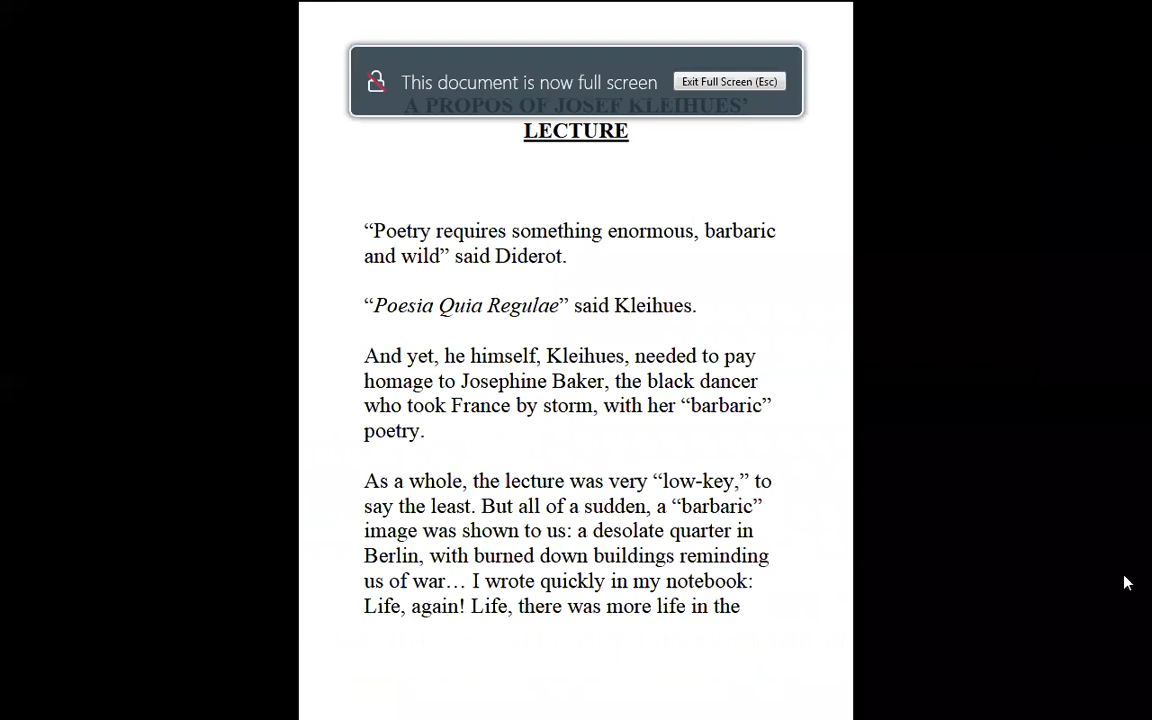 This document is now full screen
Exit Full Screen (Esc)
A PROPOS OF JOSEF KLEIHUES’
LECTURE
“Poetry requires something enormous, barbaric
and wild” said Diderot.
“Poesia Quia Regulae” said Kleihues.
And yet, he himself, Kleihues, needed to pay
homage to Josephine Baker, the black dancer
who took France by storm, with her “barbaric”
poetry.
As a whole, the lecture was very “low-key,” to
say the least. But all of a sudden, a “barbaric”
image was shown to us: a desolate quarter in
Berlin, with burned down buildings reminding
us of war… I wrote quickly in my notebook:
Life, again! Life, there was more life in the